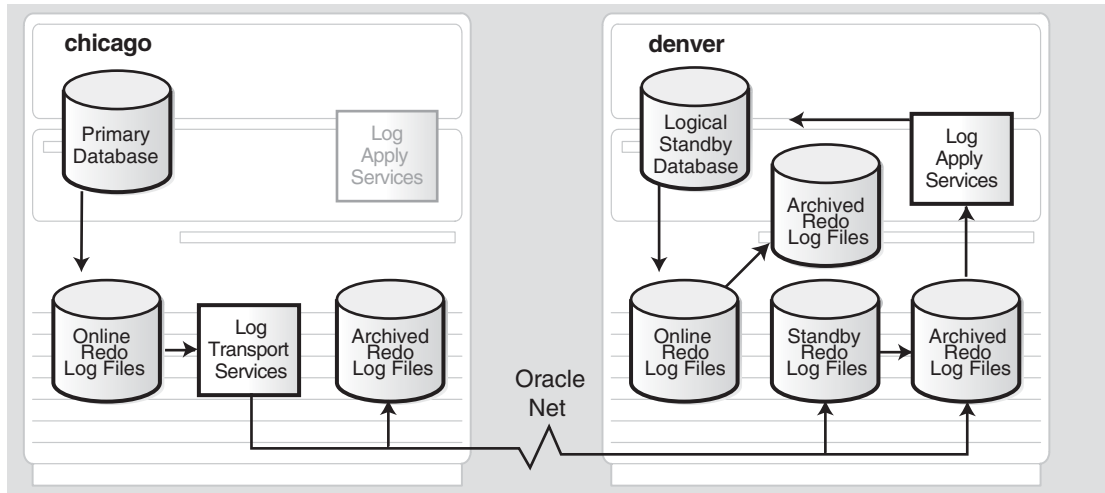 chicago
Primary
Database
Log
Apply
Services
Online
Redo
Log Files
Log
Transport
Services
Archived
Redo
Log Files
Oracle
Net
denver
Logical
Standby
Database
Archived
Redo
Log Files
Log
Apply
Services
Online
Redo
Log Files
Standby
Redo
Log Files
Archived
Redo
Log Files